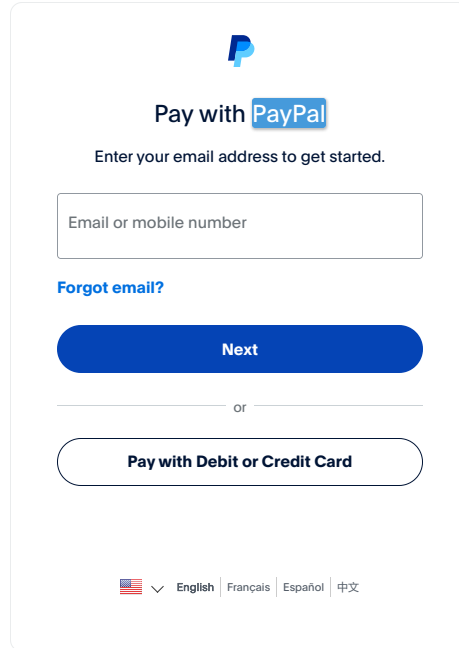 Pay with PayPal
Enter your email address to get started.
Email or mobile number
Forgot email?
Next
or
Pay with Debit or Credit Card
English Français Español 中文